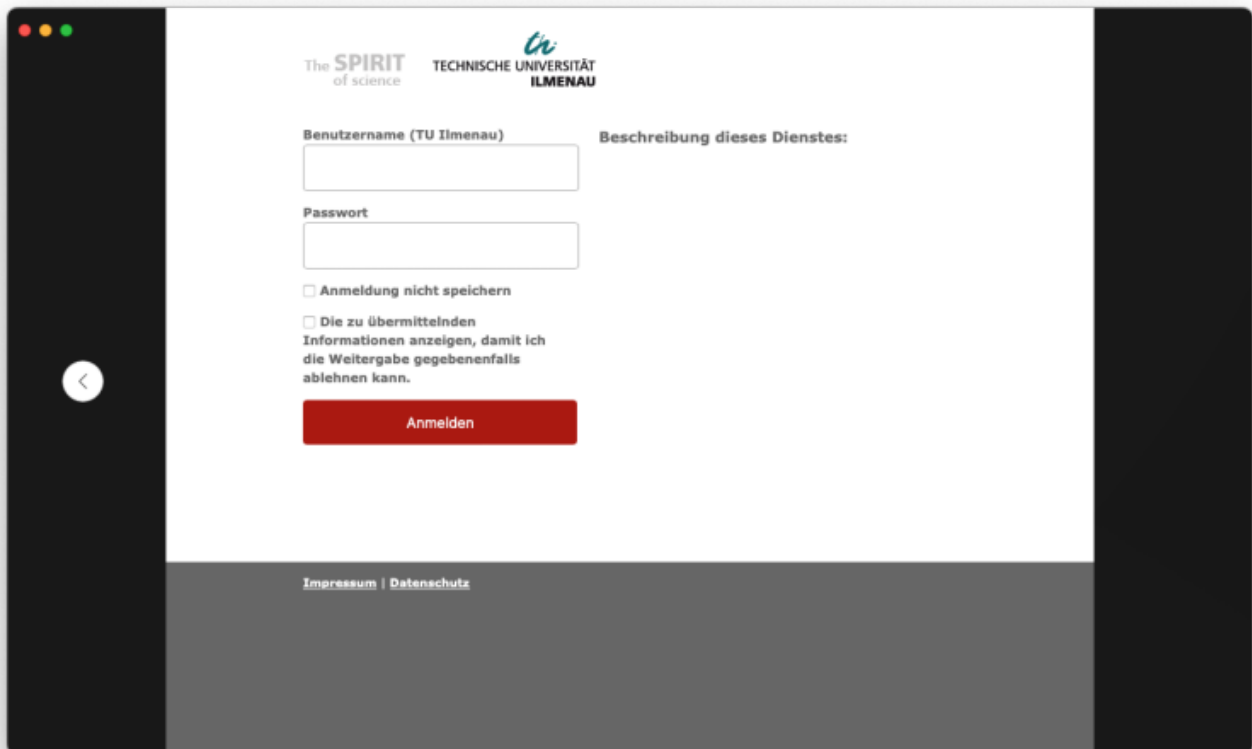 The SPIRIT
of science
TECHNISCHE UNIVERSITÄT
ILMENAU
Benutzername (TU Ilmenau)
Beschreibung dieses Dienstes:
Passwort
Anmeldung nicht speichern
Die zu übermittelnden
Informationen anzeigen, damit ich
die Weitergabe gegebenenfalls
ablehnen kann.
Anmelden
Impressum | Datenschutz